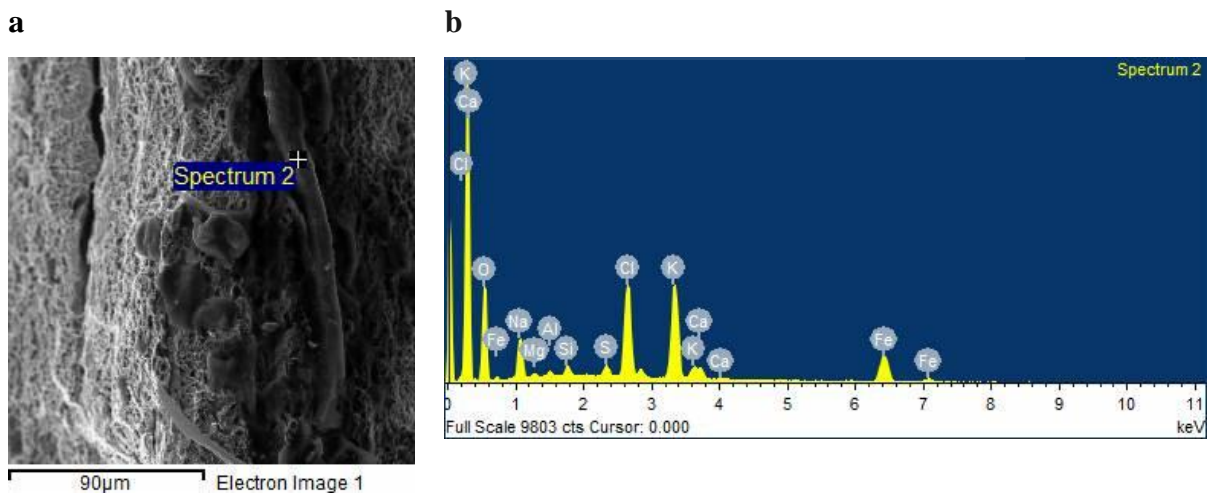 a
b
Spectrum 2
90µm
Electron Image 1
Spectrum 2
K
Ca
Cl
O
Fe
Na
Mg
Al
Si
S
Cl
K
K
Ca
Ca
Fe
Fe
0 1 2 3 4 5 6 7 8 9 10 11
Full Scale 9803 cts Cursor: 0.000 keV